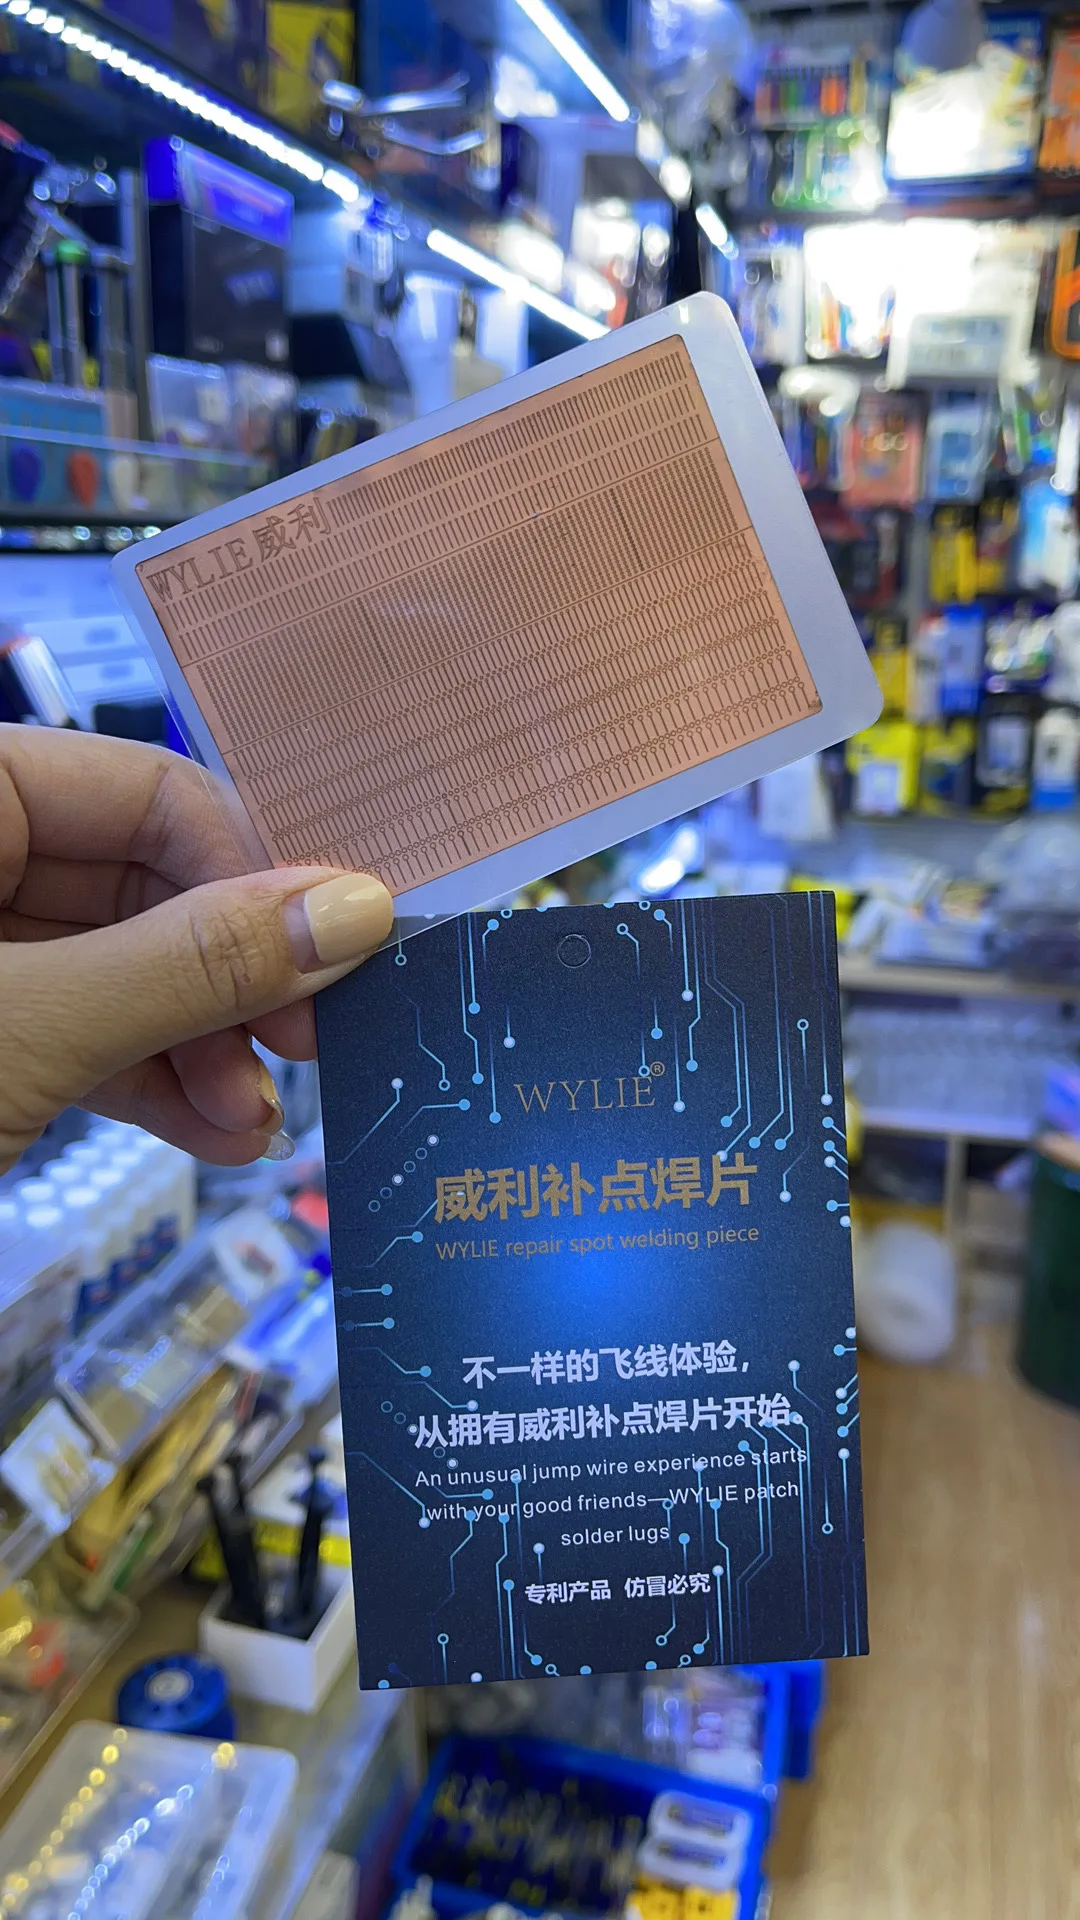 WYLIE威利
WYLIE®
威利补点焊片
WYLIE repair spot welding piece
不一样的飞线体验，
从拥有威利补点焊片开始。
An unusual jump wire experience starts
with your good friends—WYLIE patch
solder lugs
专利产品 仿冒必究